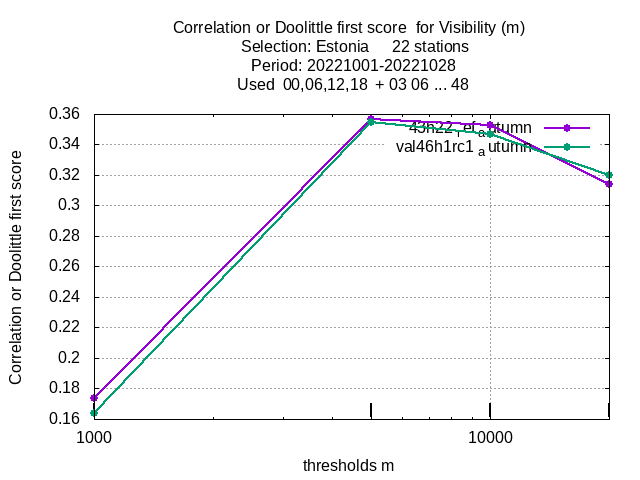 Correlation or Doolittle first score  for Visibility (m)
Selection: Estonia     22 stations
Period: 20221001-20221028
Used  00,06,12,18  + 03 06 ... 48
0.36
0.34
0.32
0.3
0.28
0.26
0.24
0.22
0.2
0.18
0.16
Correlation or Doolittle first score
43h22_ref_autumn
val46h1rc1_autumn
1000
10000
thresholds m